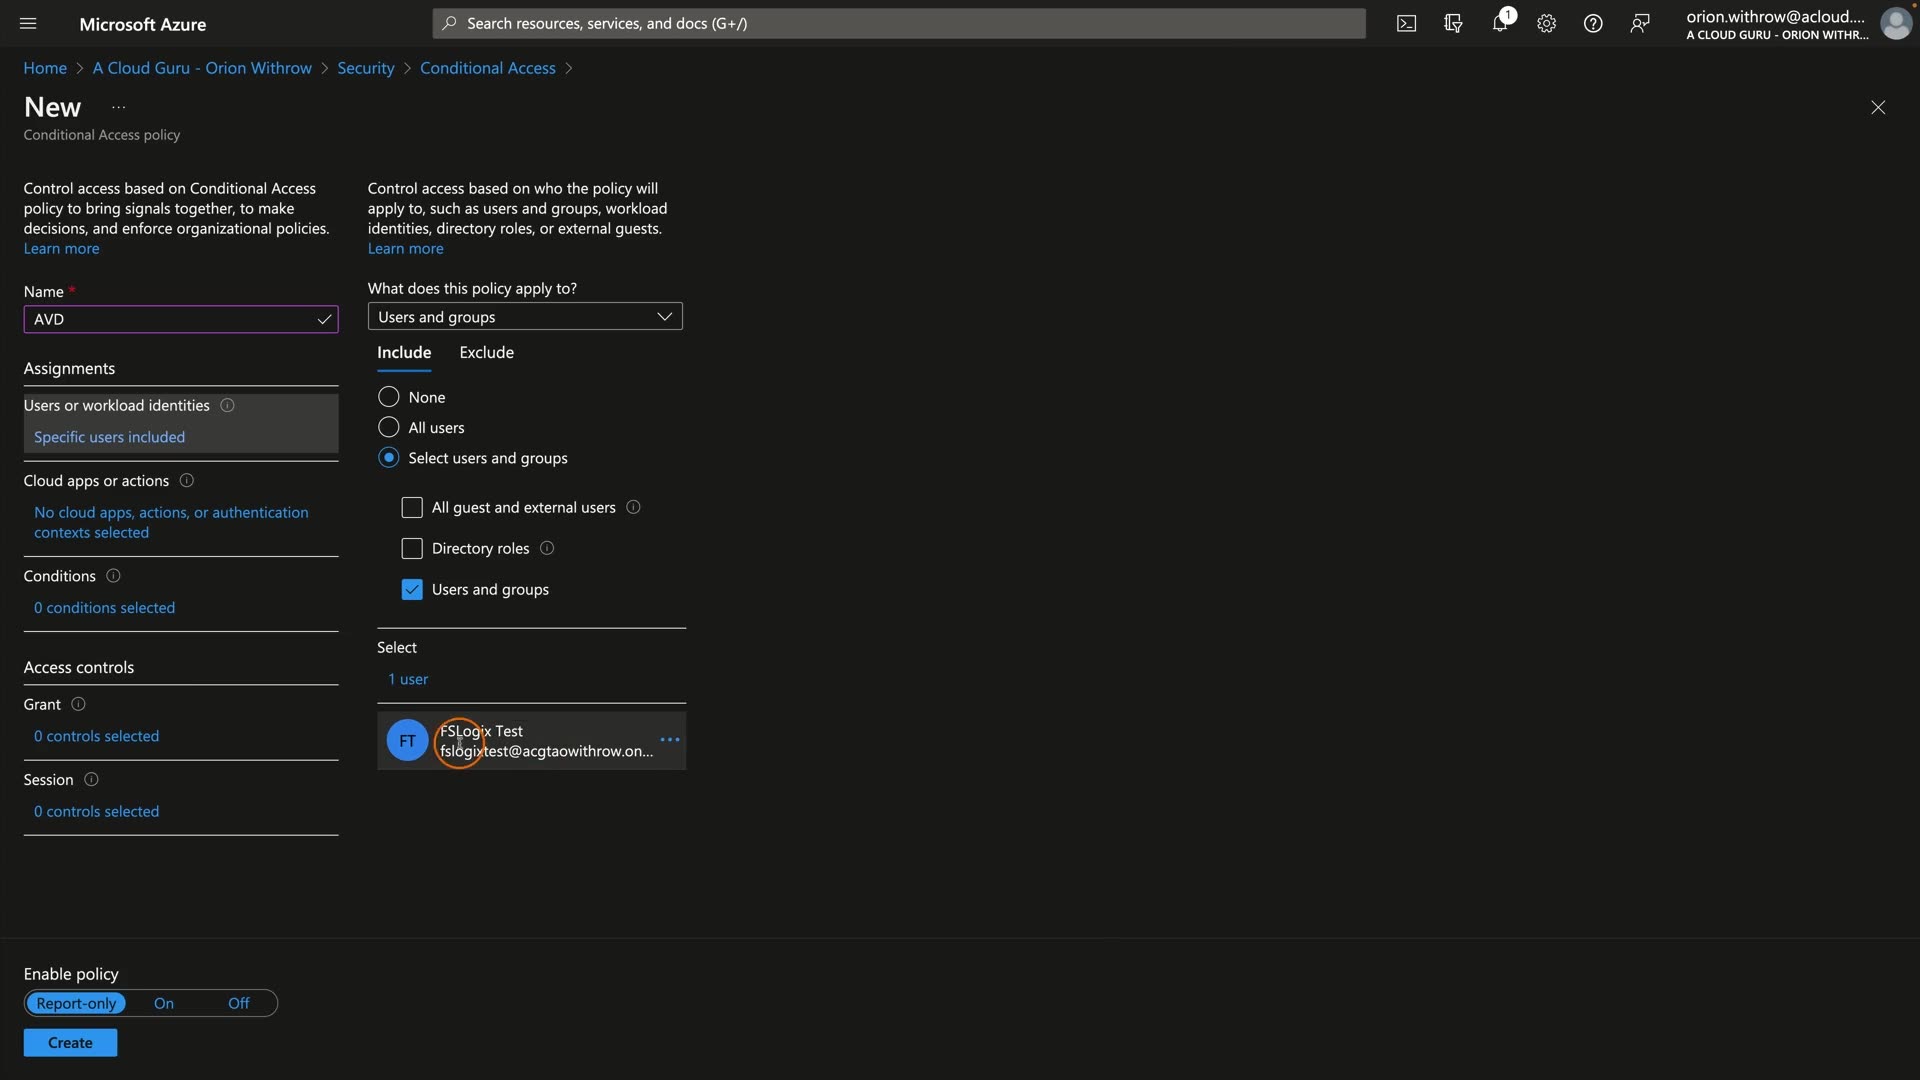 Microsoft Azure
Search resources, services, and docs (G+/)
1
orion.withrow@acloud....
A CLOUD GURU - ORION WITHR...
Home > A Cloud Guru - Orion Withrow > Security > Conditional Access >
New ...
Conditional Access policy
Control access based on Conditional Access
policy to bring signals together, to make
decisions, and enforce organizational policies.
Learn more
Name *
AVD
Assignments
Users or workload identities
Specific users included
Cloud apps or actions
No cloud apps, actions, or authentication
contexts selected
Conditions
0 conditions selected
Access controls
Grant
0 controls selected
Session
0 controls selected
Control access based on who the policy will
apply to, such as users and groups, workload
identities, directory roles, or external guests.
Learn more
What does this policy apply to?
Users and groups
Include Exclude
None
All users
Select users and groups
All guest and external users
Directory roles
Users and groups
Select
1 user
FT
FSLogix Test
fslogixtest@acgtaowithrow.on...
Enable policy
Report-only On Off
Create